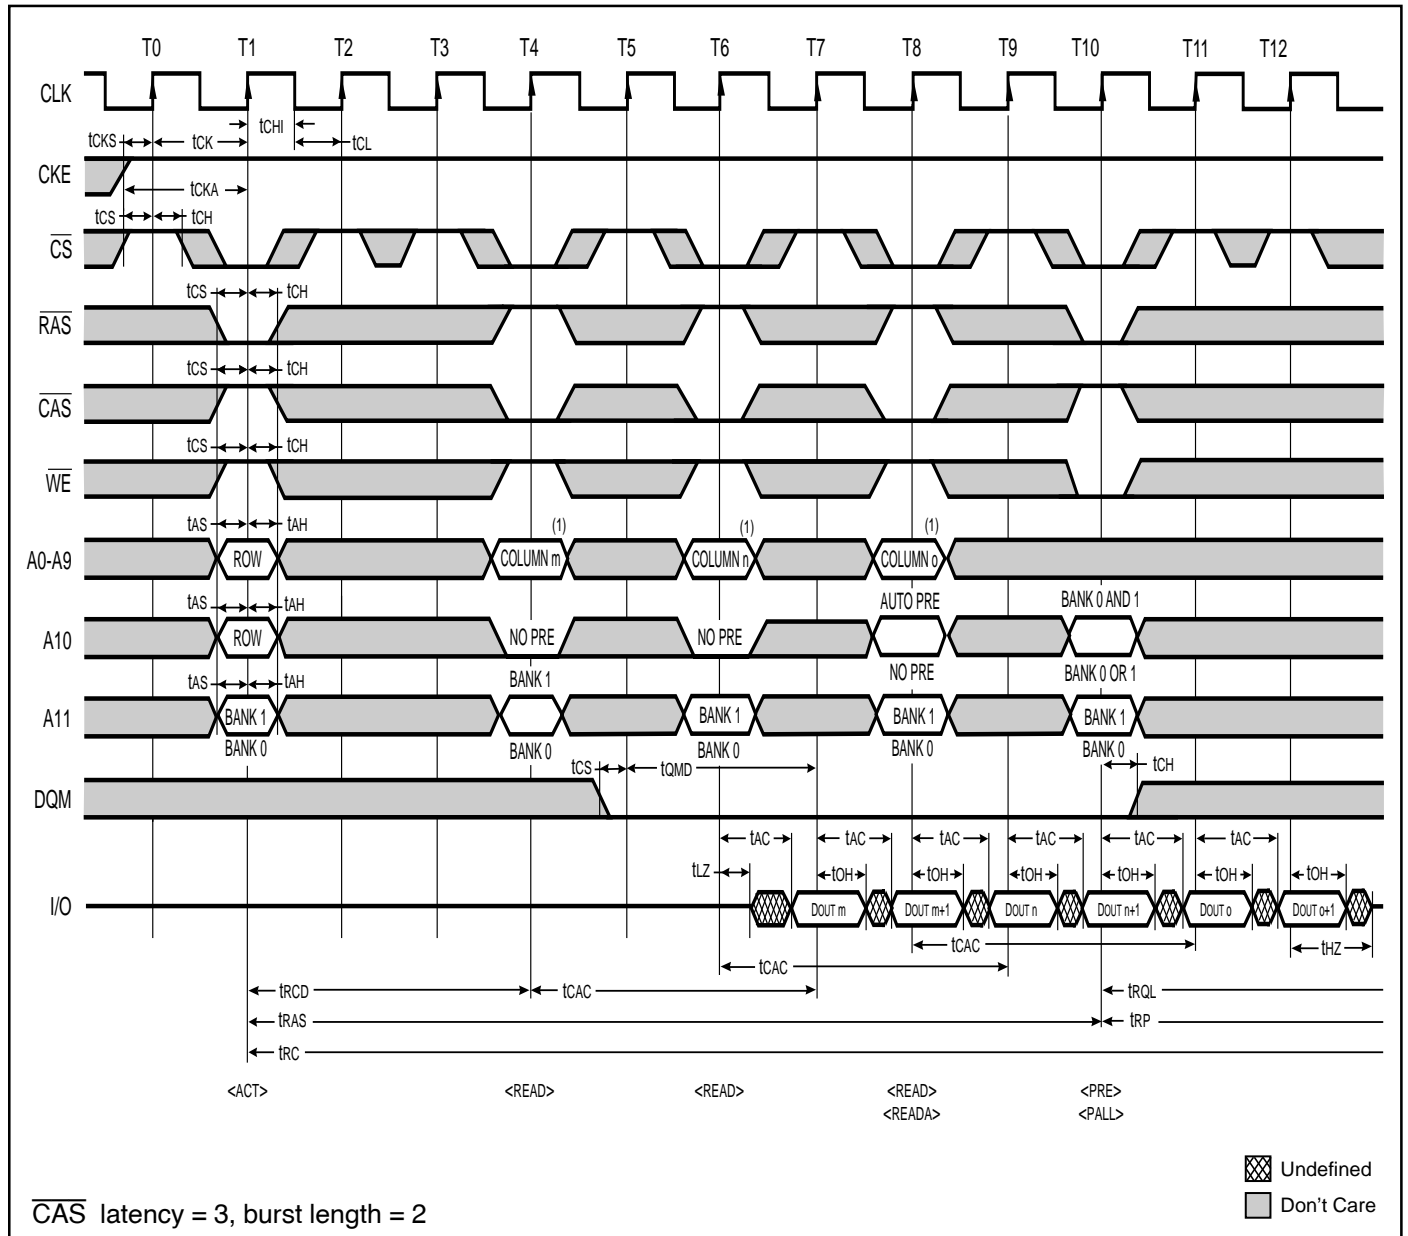 T0 T1 T2 T3 T4 T5 T6 T7 T8 T9 T10 T11 T12
CLK
tCHI
tCKS tCK tCL
CKE
tCKA
tCS tCH
CS
tCS tCH
RAS
tCS tCH
CAS
tCS tCH
WE
tAS tAH (1) (1) (1)
A0-A9 ROW COLUMN m COLUMN n COLUMN o
tAS tAH AUTO PRE BANK 0 AND 1
A10 ROW NO PRE NO PRE
tAS tAH BANK 1 NO PRE BANK 0 OR 1
A11 BANK 1 BANK 1 BANK 1 BANK 1
BANK 0 BANK 0 BANK 0 BANK 0 BANK 0
tCS tQMD tCH
DQM
tAC tAC tAC tAC tAC tAC
tLZ tOH tOH tOH tOH tOH tOH
I/O DOUT m DOUT m+1 DOUT n DOUT n+1 DOUT o DOUT o+1
tCAC tHZ
tCAC
tRCD tCAC tRQL
tRAS tRP
tRC
<ACT> <READ> <READ> <READ> <PRE>
<READA> <PALL>
Undefined
Don't Care
CAS latency = 3, burst length = 2